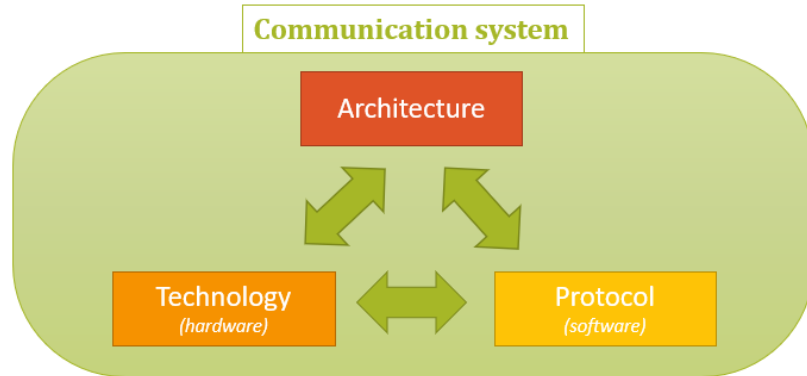 Communication system
Architecture
Technology
(hardware)
Protocol
(software)